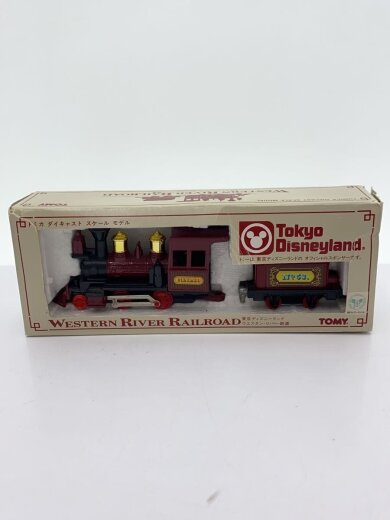 WESTERN RIVER RAILROAD
トミカ ダイキャスト スケール モデル
Tokyo
Disneyland®
トミーは、東京ディズニーランドの オフィシャルスポンサーです。
WESTERN RIVER RAILROAD
東京ディズニーランド
ウエスタンリバー鉄道
TOMY®